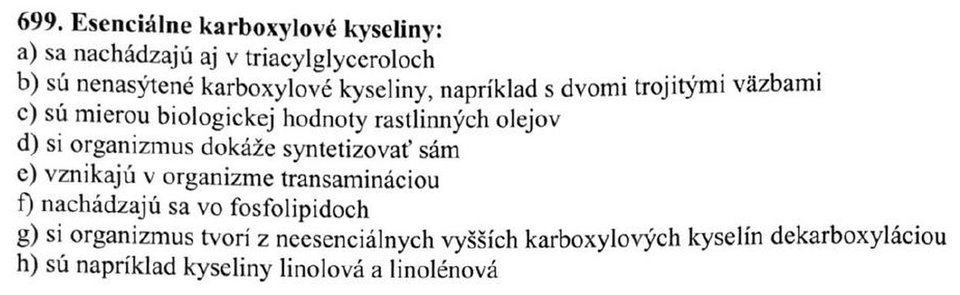 699. Esenciálne karboxylové kyseliny:
a) sa nachádzajú aj v triacylglyceroloch
b) sú nenasýtené karboxylové kyseliny, napríklad s dvomi trojitými väzbami
c) sú mierou biologickej hodnoty rastlinných olejov
d) si organizmus dokáže syntetizovať sám
e) vznikajú v organizme transamináciou
f) nachádzajú sa vo fosfolipidoch
g) si organizmus tvorí z neesenciálnych vyšších karboxylových kyselín dekarboxyláciou
h) sú napríklad kyseliny linolová a linolénová